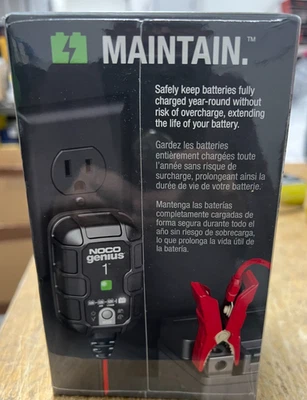 MAINTAIN.™
Safely keep batteries fully
charged year-round without
risk of overcharge, extending
the life of your battery.
Gardez les batteries
entièrement chargées toute
l'année sans risque de
surcharge, prolongeant ainsi la
durée de vie de votre batterje.
Mantenga las baterías
completamente cargadas de
forma segura durante todo el
año sin riesgo de sobrecarga,
lo que prolonga la vida útil de
la batería.
NOCO
genius
1